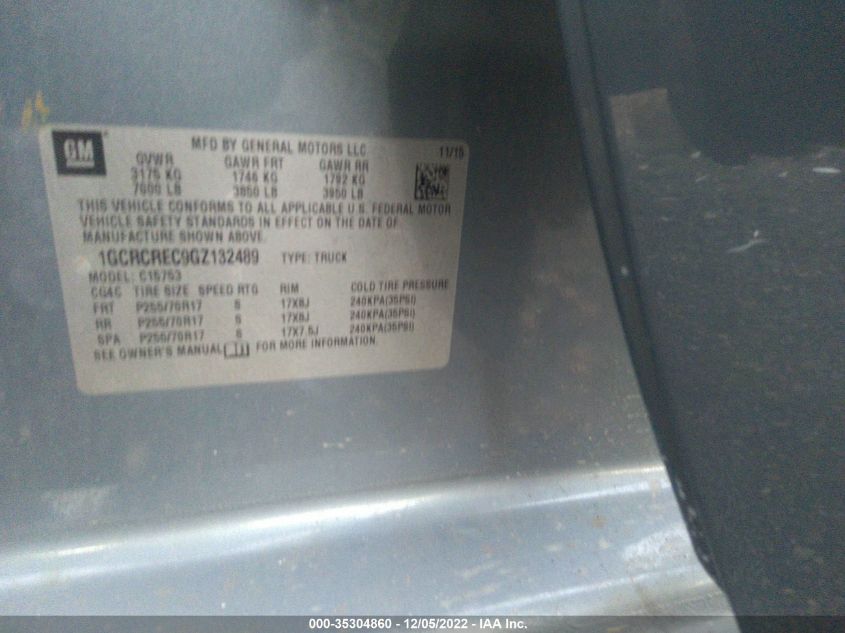 GM
MFD BY GENERAL MOTORS LLC 11/15
GVWR GAWR FRT GAWR RR
3175 KG 1746 KG 1792 KG
7000 LB 3850 LB 3950 LB
THIS VEHICLE CONFORMS TO ALL APPLICABLE U.S. FEDERAL MOTOR
VEHICLE SAFETY STANDARDS IN EFFECT ON THE DATE OF
MANUFACTURE SHOWN ABOVE.
1GCRCREC9GZ132489 TYPE: TRUCK
MODEL: C15753
CG4C TIRE SIZE SPEED RTG RIM COLD TIRE PRESSURE
FRT P255/70R17 S 17X8J 240KPA(35PSI)
RR P255/70R17 S 17X8J 240KPA(35PSI)
SPA P255/70R17 S 17X7.5J 240KPA(35PSI)
SEE OWNER'S MANUAL FOR MORE INFORMATION.
000-35304860 - 12/05/2022 - IAA Inc.